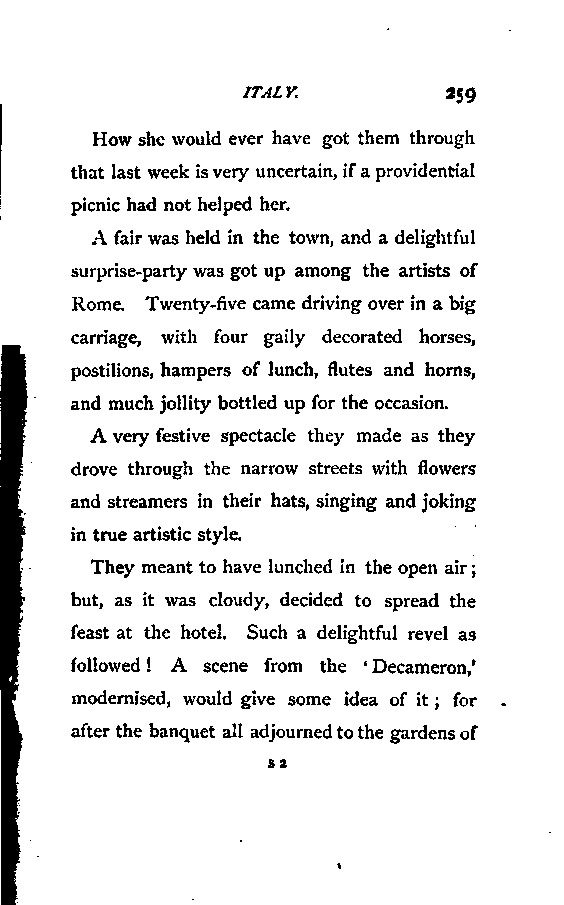 ITALY. 259
How she would ever have got them through
that last week is very uncertain, if a providential
picnic had not helped her.
A fair was held in the town, and a delightful
surprise-party was got up among the artists of
Rome. Twenty-five came driving over in a big
carriage, with four gaily decorated horses,
postilions, hampers of lunch, flutes and horns,
and much jollity bottled up for the occasion.
A very festive spectacle they made as they
drove through the narrow streets with flowers
and streamers in their hats, singing and joking
in true artistic style.
They meant to have lunched in the open air;
but, as it was cloudy, decided to spread the
feast at the hotel. Such a delightful revel as
followed! A scene from the ‘Decameron,’
modernised, would give some idea of it; for
after the banquet all adjourned to the gardens of
S 2